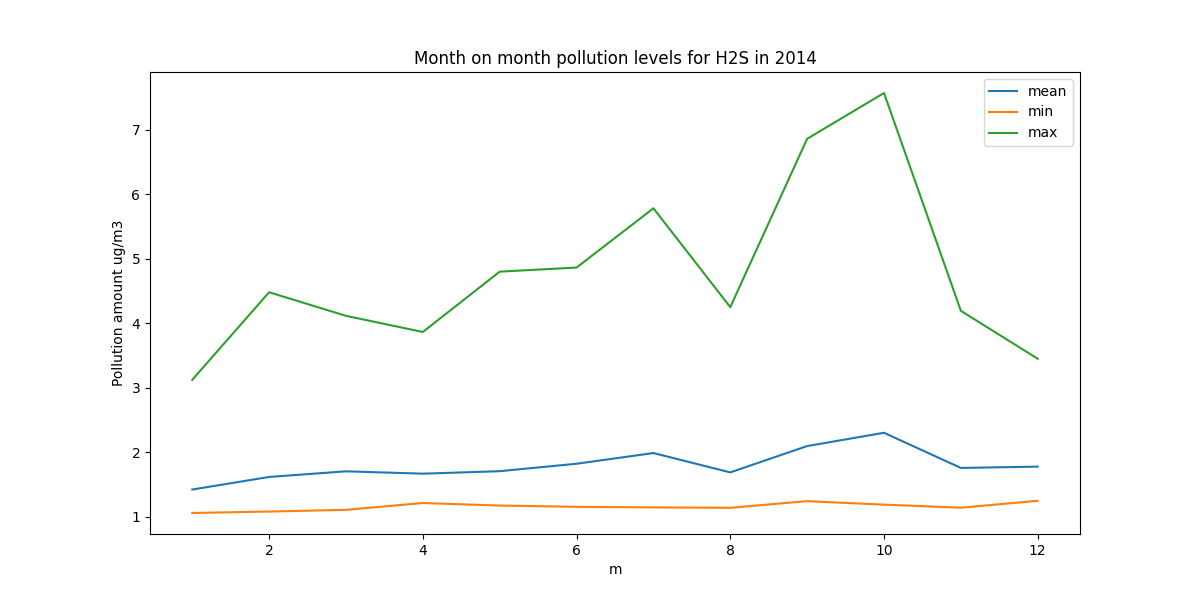 Month on month pollution levels for H2S in 2014
mean
min
max
Pollution amount ug/m3
7
6
5
4
3
2
1
2 4 6 8 10 12
m